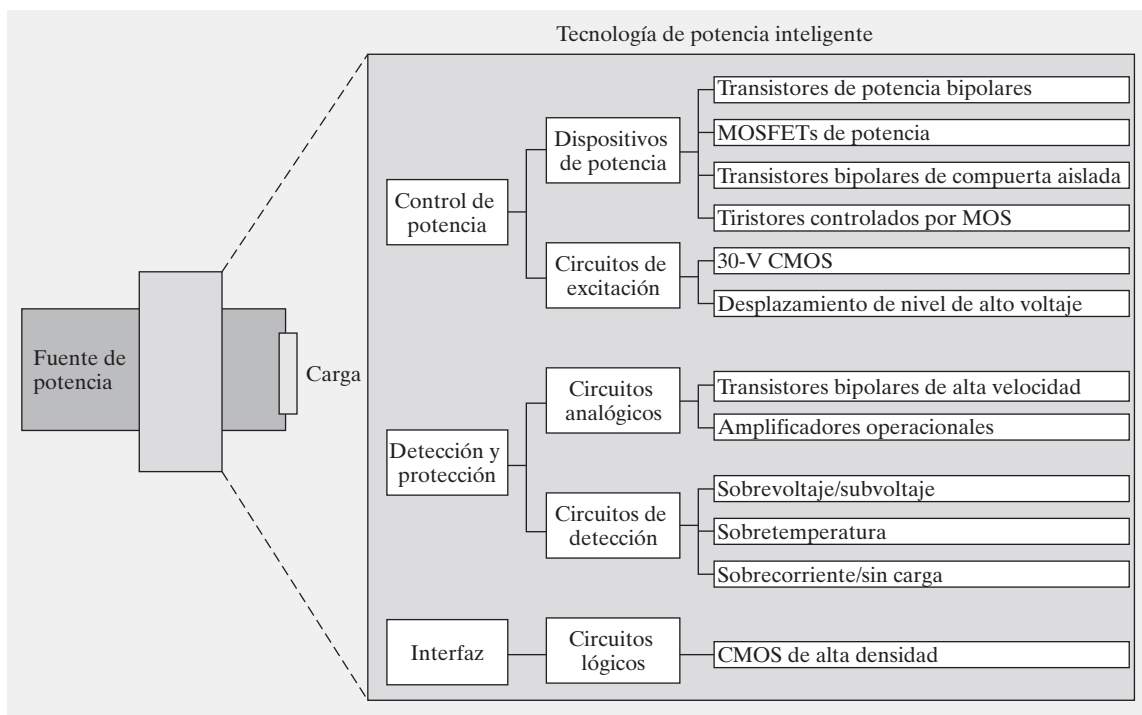 Tecnología de potencia inteligente
Fuente de
potencia
Carga
Control de
potencia
Dispositivos
de potencia
Transistores de potencia bipolares
MOSFETs de potencia
Transistores bipolares de compuerta aislada
Tiristores controlados por MOS
Circuitos de
excitación
30-V CMOS
Desplazamiento de nivel de alto voltaje
Detección y
protección
Circuitos
analógicos
Transistores bipolares de alta velocidad
Amplificadores operacionales
Circuitos de
detección
Sobrevoltaje/subvoltaje
Sobretemperatura
Sobrecorriente/sin carga
Interfaz
Circuitos
lógicos
CMOS de alta densidad